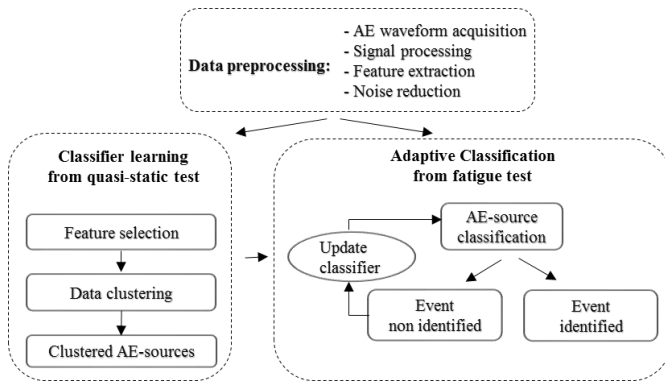 - AE waveform acquisition
- Signal processing
Data preprocessing:
- Feature extraction
- Noise reduction
Classifier learning
from quasi-static test
Feature selection
Data clustering
Clustered AE-sources
Adaptive Classification
from fatigue test
Update
classifier
AE-source
classification
Event
non identified
Event
identified